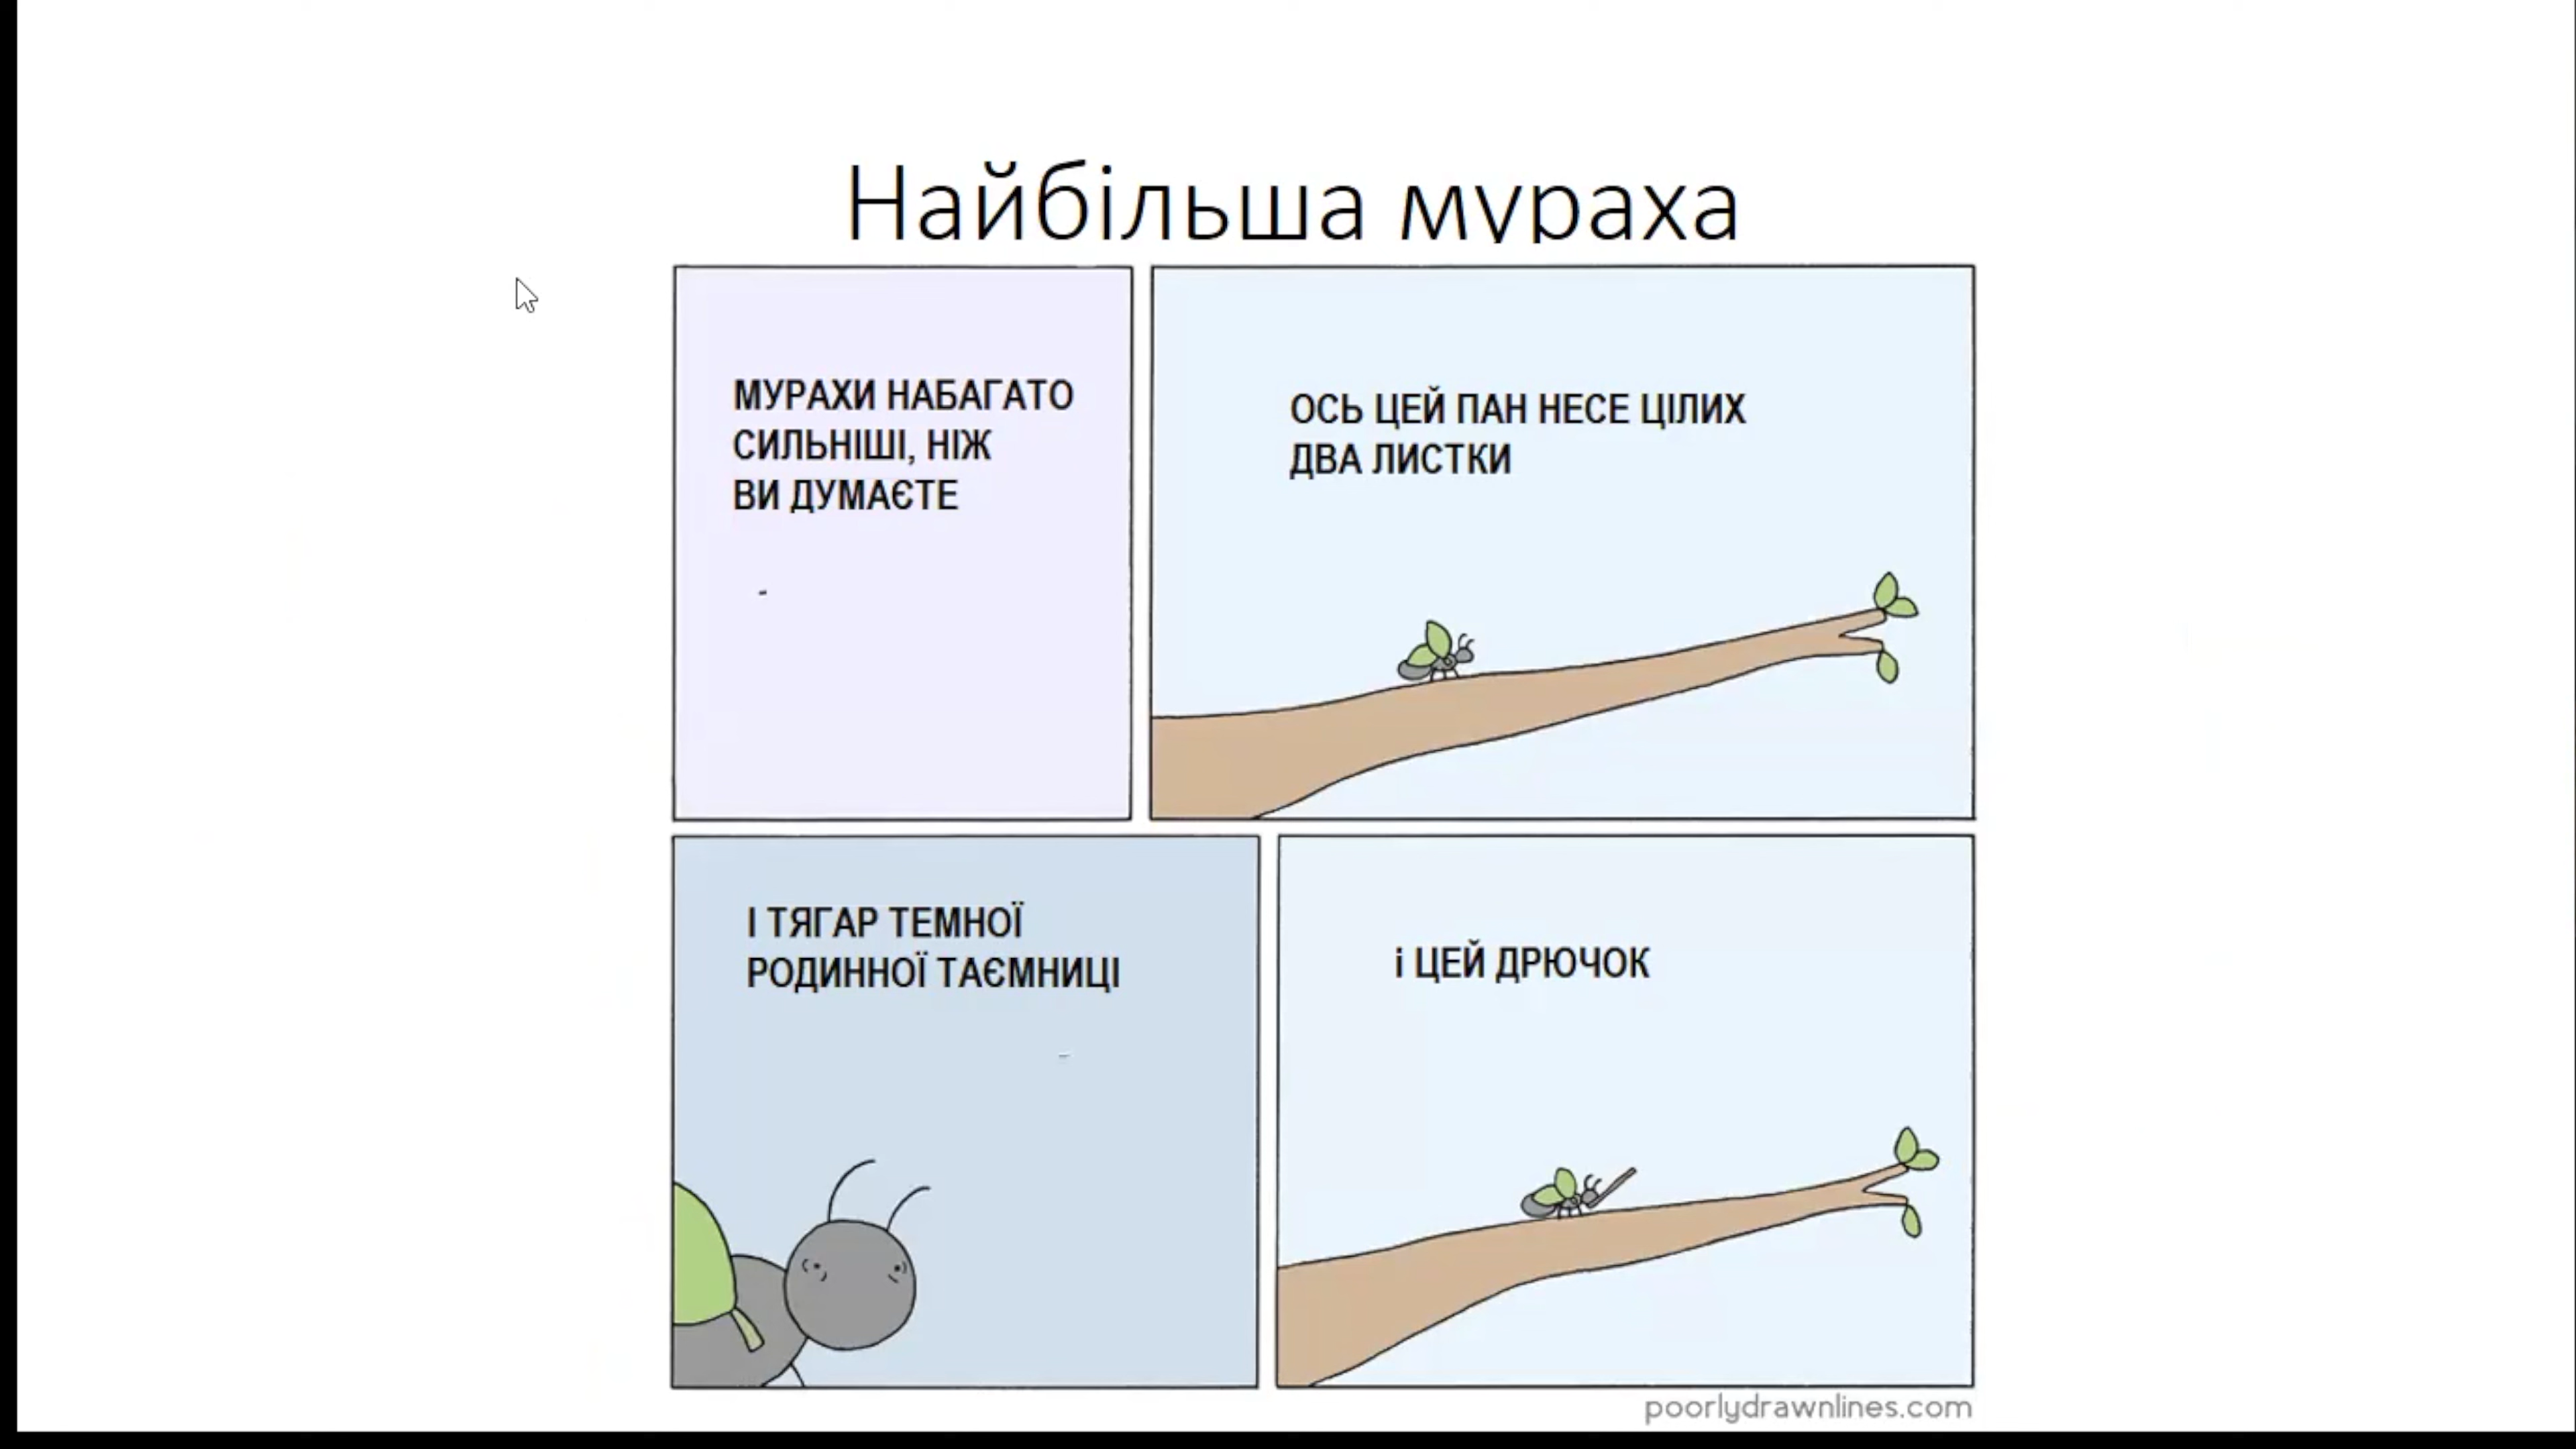 Найбільша мураха
МУРАХИ НАБАГАТО
СИЛЬНІШІ, НІЖ
ВИ ДУМАЄТЕ
ОСЬ ЦЕЙ ПАН НЕСЕ ЦІЛИХ
ДВА ЛИСТКИ
І ТЯГАР ТЕМНОЇ
РОДИННОЇ ТАЄМНИЦІ
і ЦЕЙ ДРЮЧОК
poorlydrawnlines.com